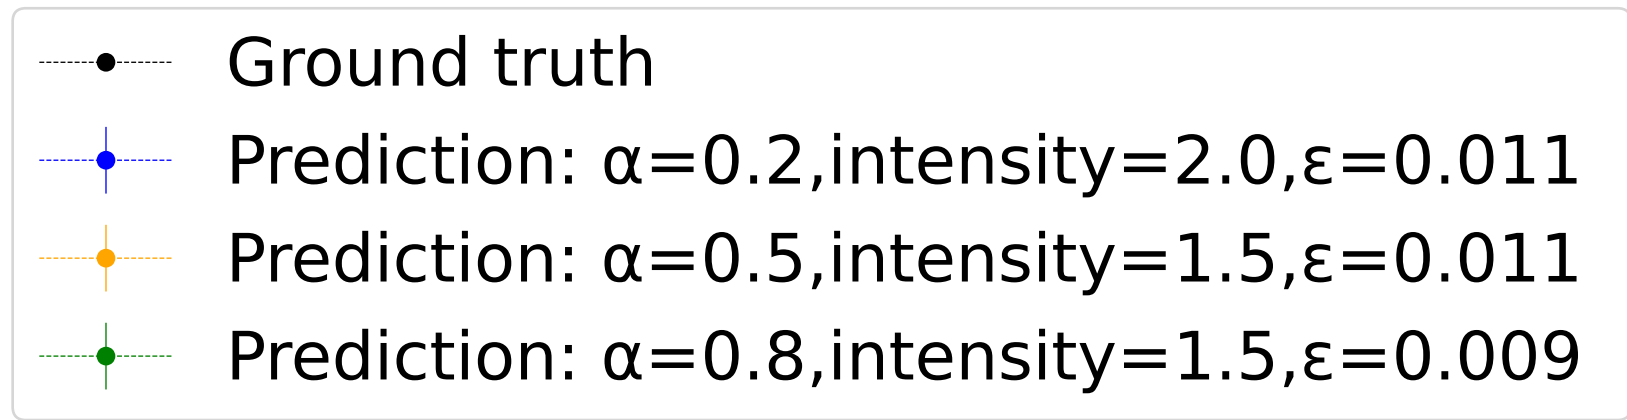 Ground truth
Prediction: α=0.2,intensity=2.0,ε=0.011
Prediction: α=0.5,intensity=1.5,ε=0.011
Prediction: α=0.8,intensity=1.5,ε=0.009